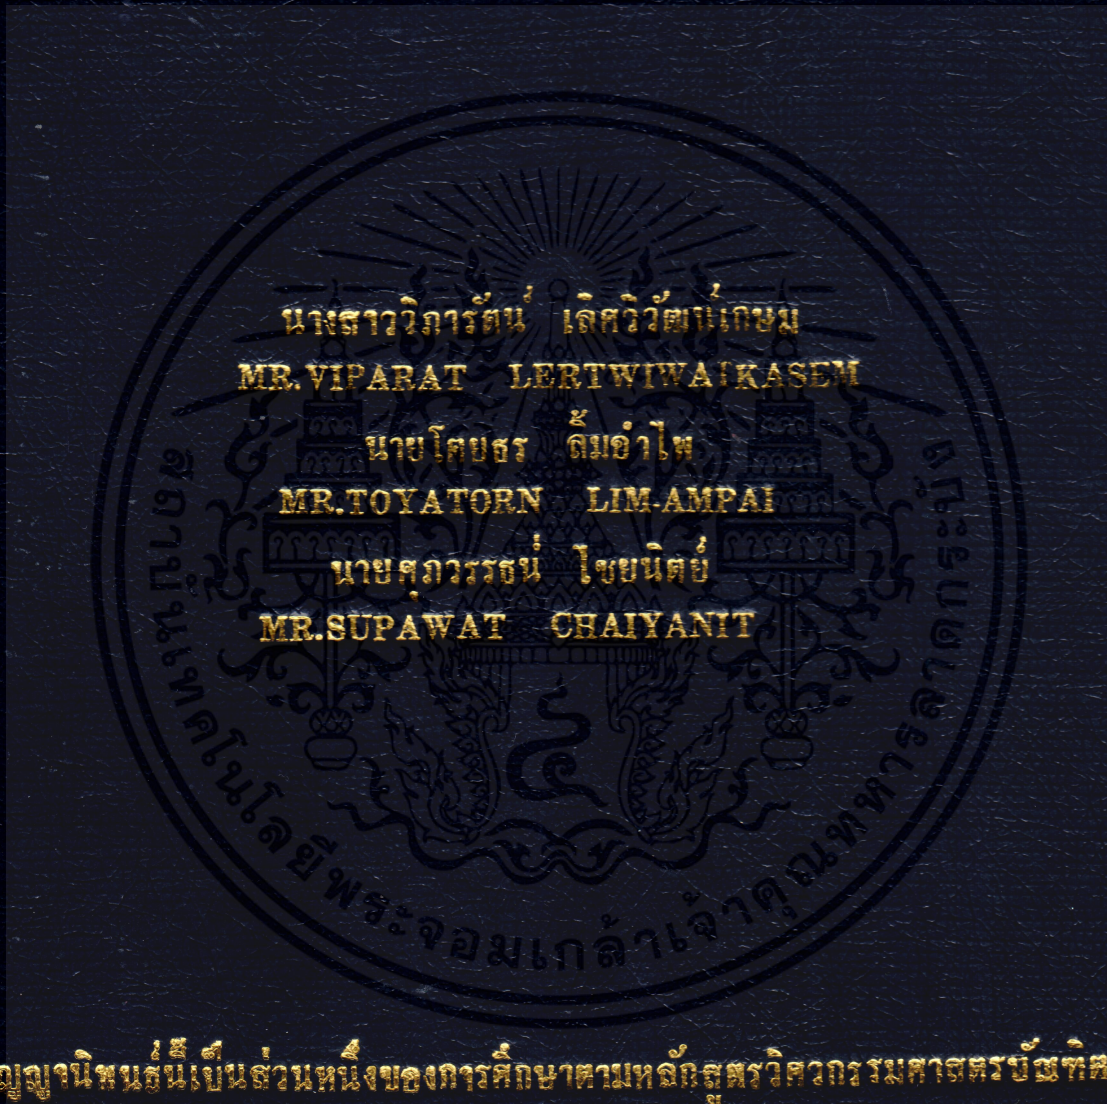 นางสาววิภารัตน์ เลิศวิวัฒน์เกษม
MR.VIPARAT LERTWIWATKASEM
นายโตยธร ลิ้มอำไพ
MR.TOYATORN LIM-AMPAI
นายศุภวรรธน์ ไชยนิตย์
MR.SUPAWAT CHAIYANIT
สถาบันเทคโนโลยีพระจอมเกล้าเจ้าคุณทหารลาดกระบัง
ญญานิพนธ์นี้เป็นส่วนหนึ่งของการศึกษาตามหลักสูตรวิศวกรรมศาสตรบัณฑิต